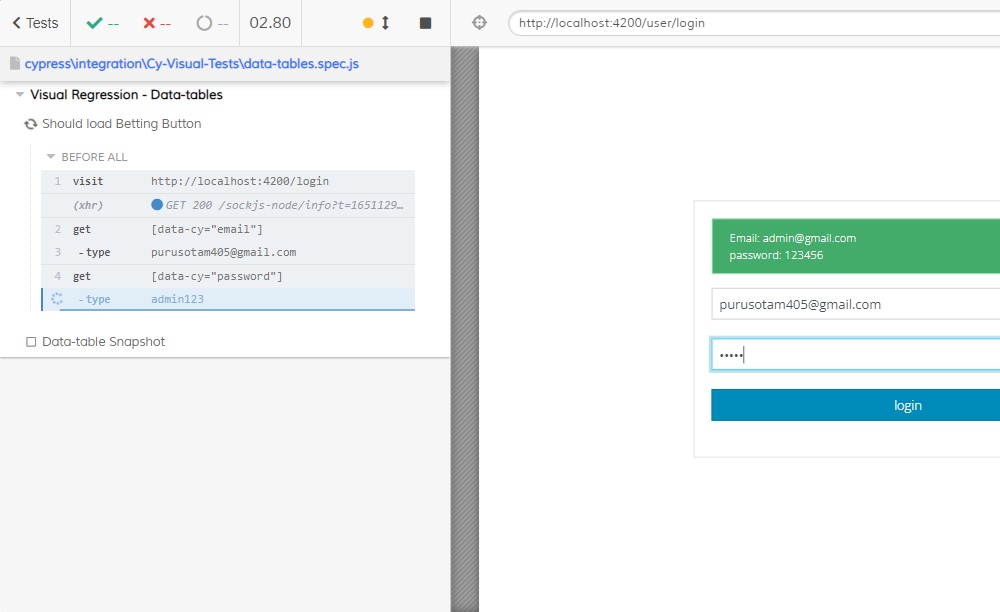 Tests -- -- -- 02.80
http://localhost:4200/user/login
cypress\integration\Cy-Visual-Tests\data-tables.spec.js
Visual Regression - Data-tables
Should load Betting Button
BEFORE ALL
1 visit http://localhost:4200/login
(xhr) GET 200 /sockjs-node/info?t=1651129…
2 get [data-cy="email"]
3 - type purusotam405@gmail.com
4 get [data-cy="password"]
- type admin123
Data-table Snapshot
Email: admin@gmail.com
password: 123456
purusotam405@gmail.com
•••••
login